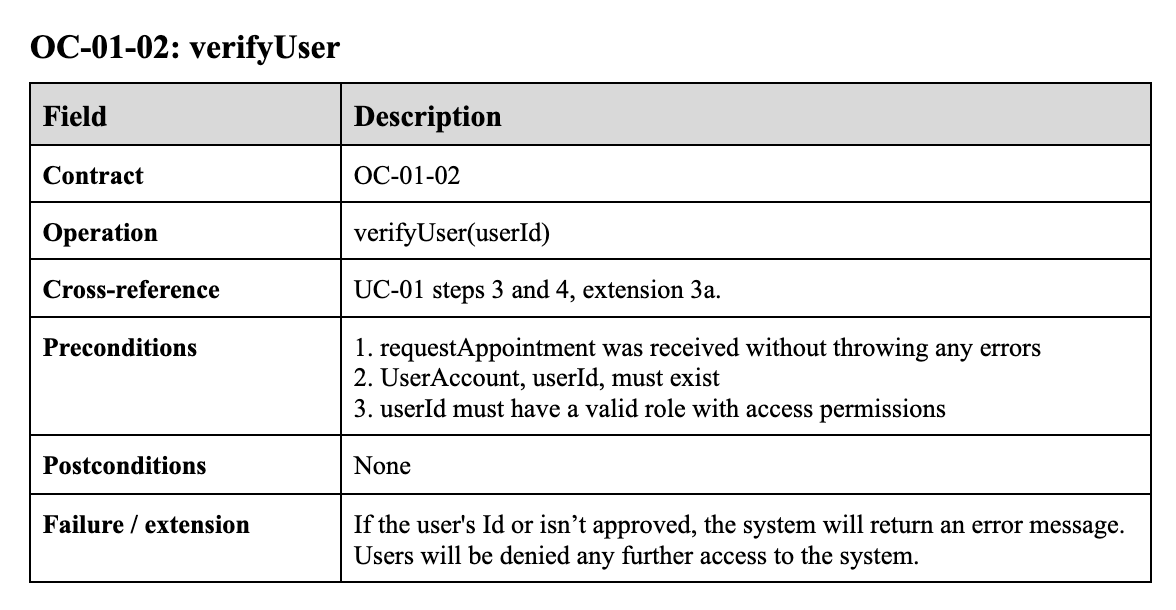 OC-01-02: verifyUser
Field Description
Contract OC-01-02
Operation verifyUser(userId)
Cross-reference UC-01 steps 3 and 4, extension 3a.
Preconditions 1. requestAppointment was received without throwing any errors
2. UserAccount, userId, must exist
3. userId must have a valid role with access permissions
Postconditions None
Failure / extension If the user's Id or isn’t approved, the system will return an error message.
Users will be denied any further access to the system.